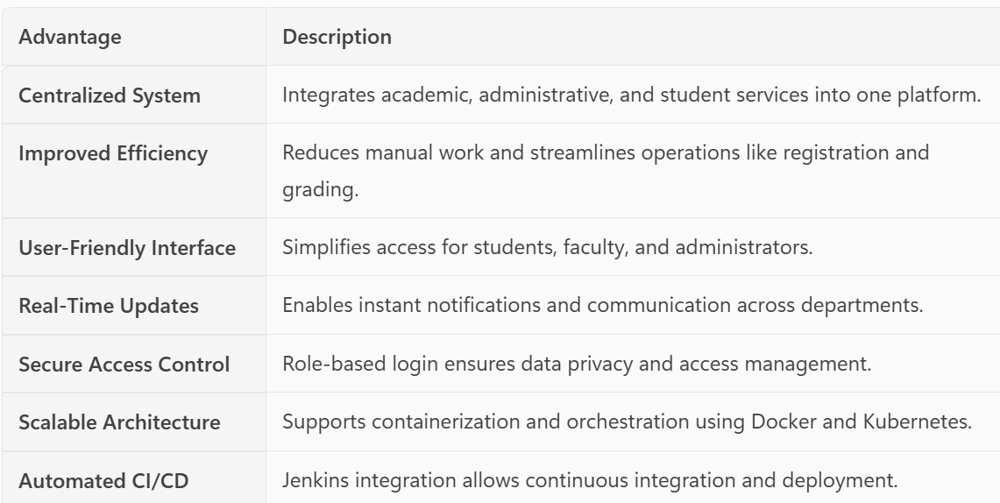 Advantage Description
Centralized System Integrates academic, administrative, and student services into one platform.
Improved Efficiency Reduces manual work and streamlines operations like registration and
grading.
User-Friendly Interface Simplifies access for students, faculty, and administrators.
Real-Time Updates Enables instant notifications and communication across departments.
Secure Access Control Role-based login ensures data privacy and access management.
Scalable Architecture Supports containerization and orchestration using Docker and Kubernetes.
Automated CI/CD Jenkins integration allows continuous integration and deployment.